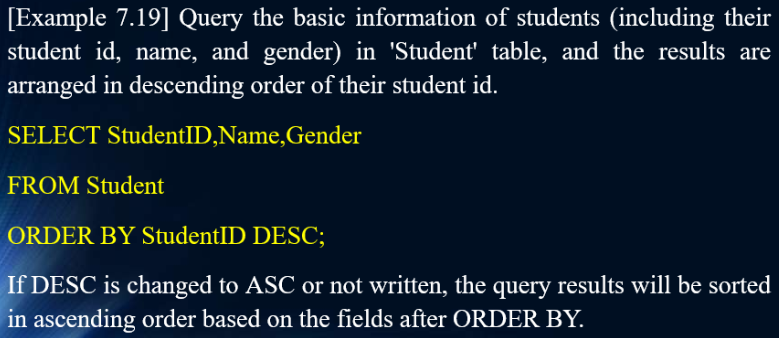 [Example 7.19] Query the basic information of students (including their
student id, name, and gender) in 'Student' table, and the results are
arranged in descending order of their student id.
SELECT StudentID,Name,Gender
FROM Student
ORDER BY StudentID DESC;
If DESC is changed to ASC or not written, the query results will be sorted
in ascending order based on the fields after ORDER BY.